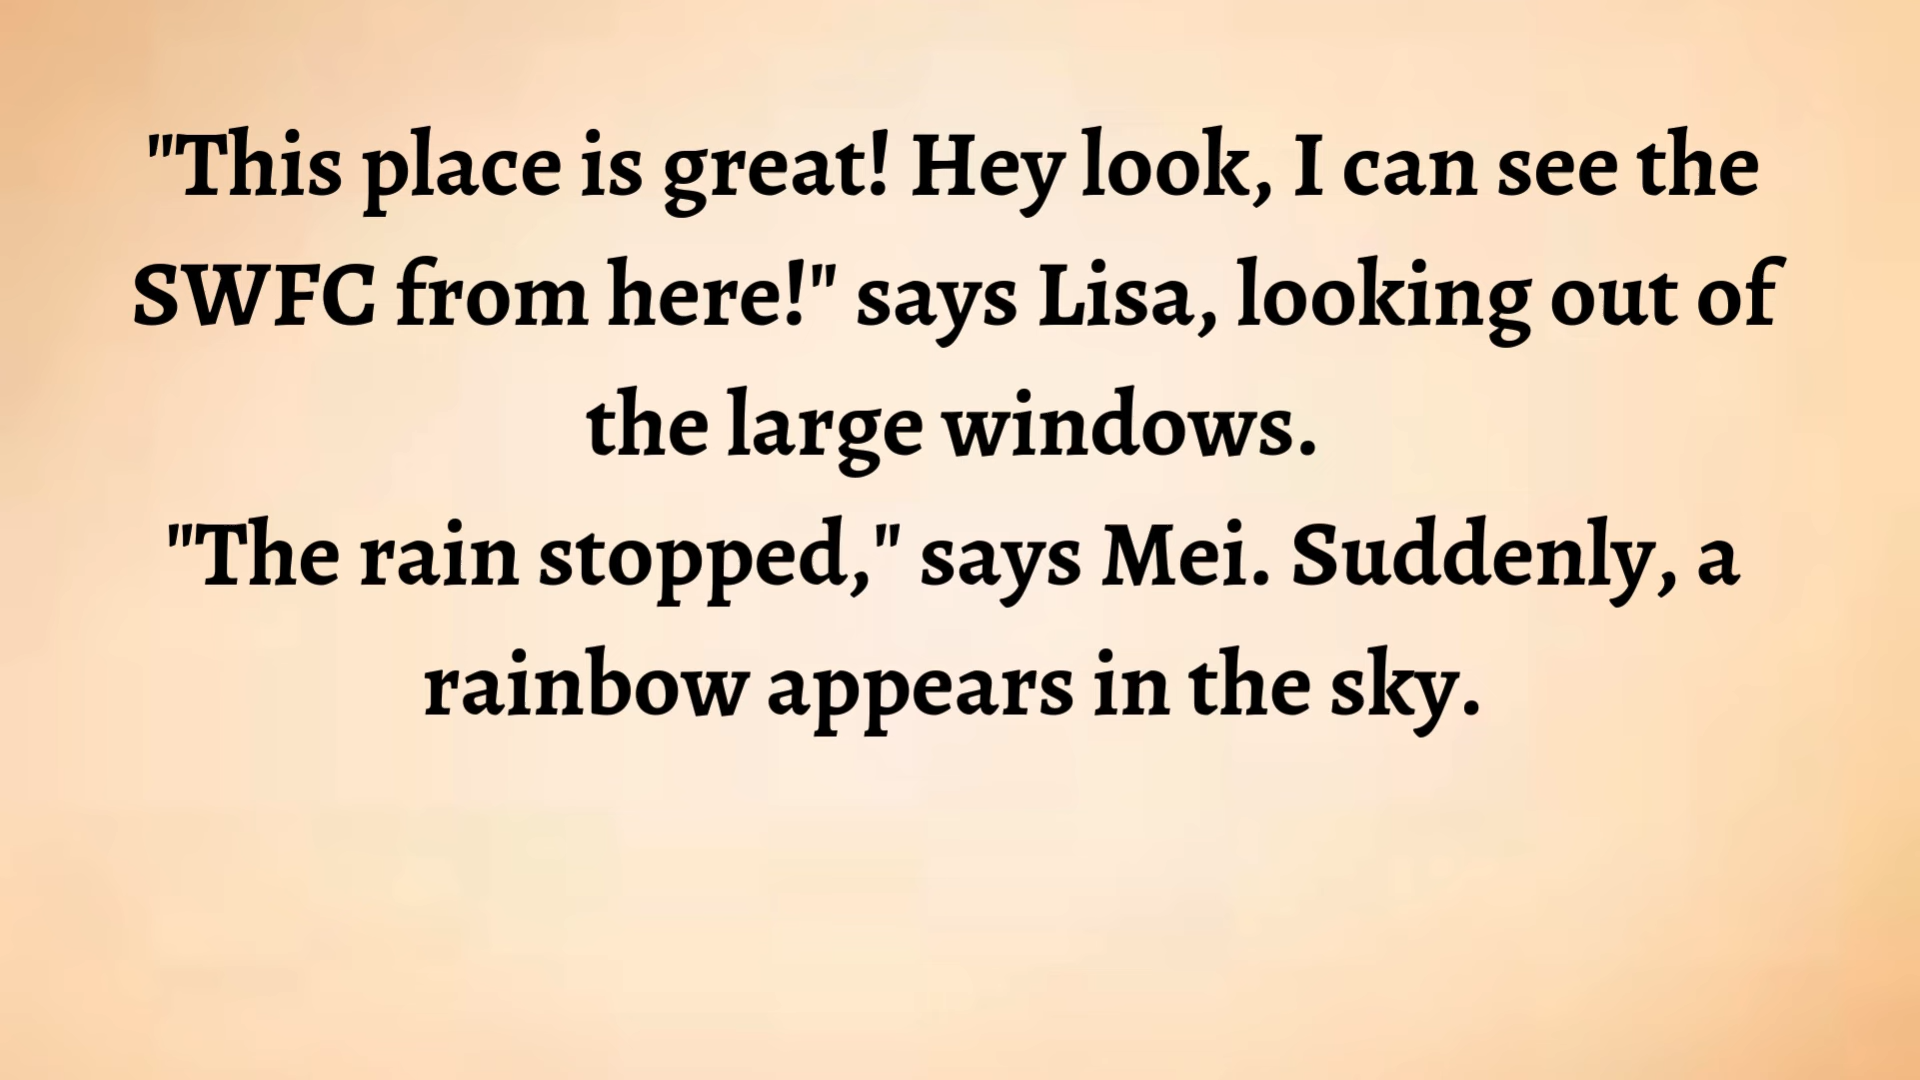 "This place is great! Hey look, I can see the
SWFC from here!" says Lisa, looking out of
the large windows.
"The rain stopped," says Mei. Suddenly, a
rainbow appears in the sky.